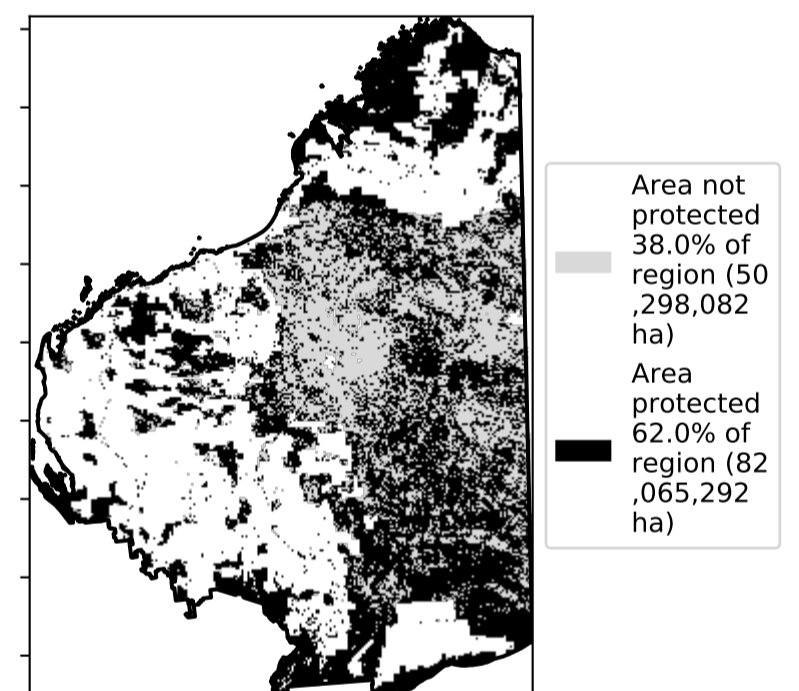 Area not
protected
38.0% of
region (50
,298,082
ha)
Area
protected
62.0% of
region (82
,065,292
ha)